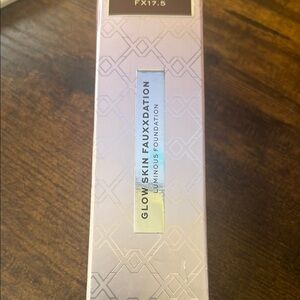 FX17.5
GLOW SKIN FAUXXDATION
LUMINOUS FOUNDATION